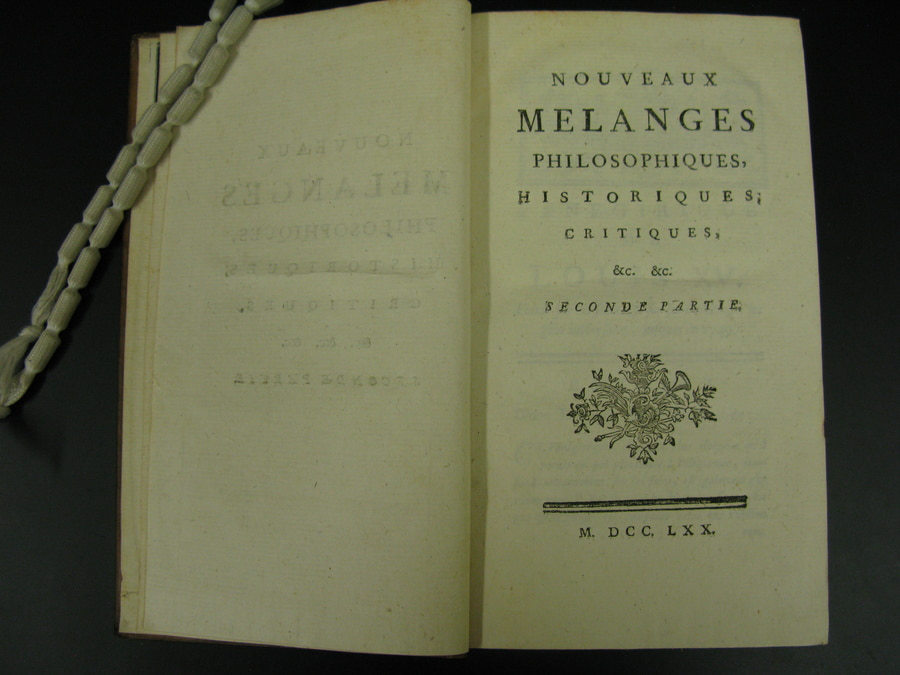 NOUVEAUX
MELANGES
PHILOSOPHIQUES,
HISTORIQUES,
CRITIQUES,
&c. &c.
SECONDE PARTIE.
M. DCC. LXX.